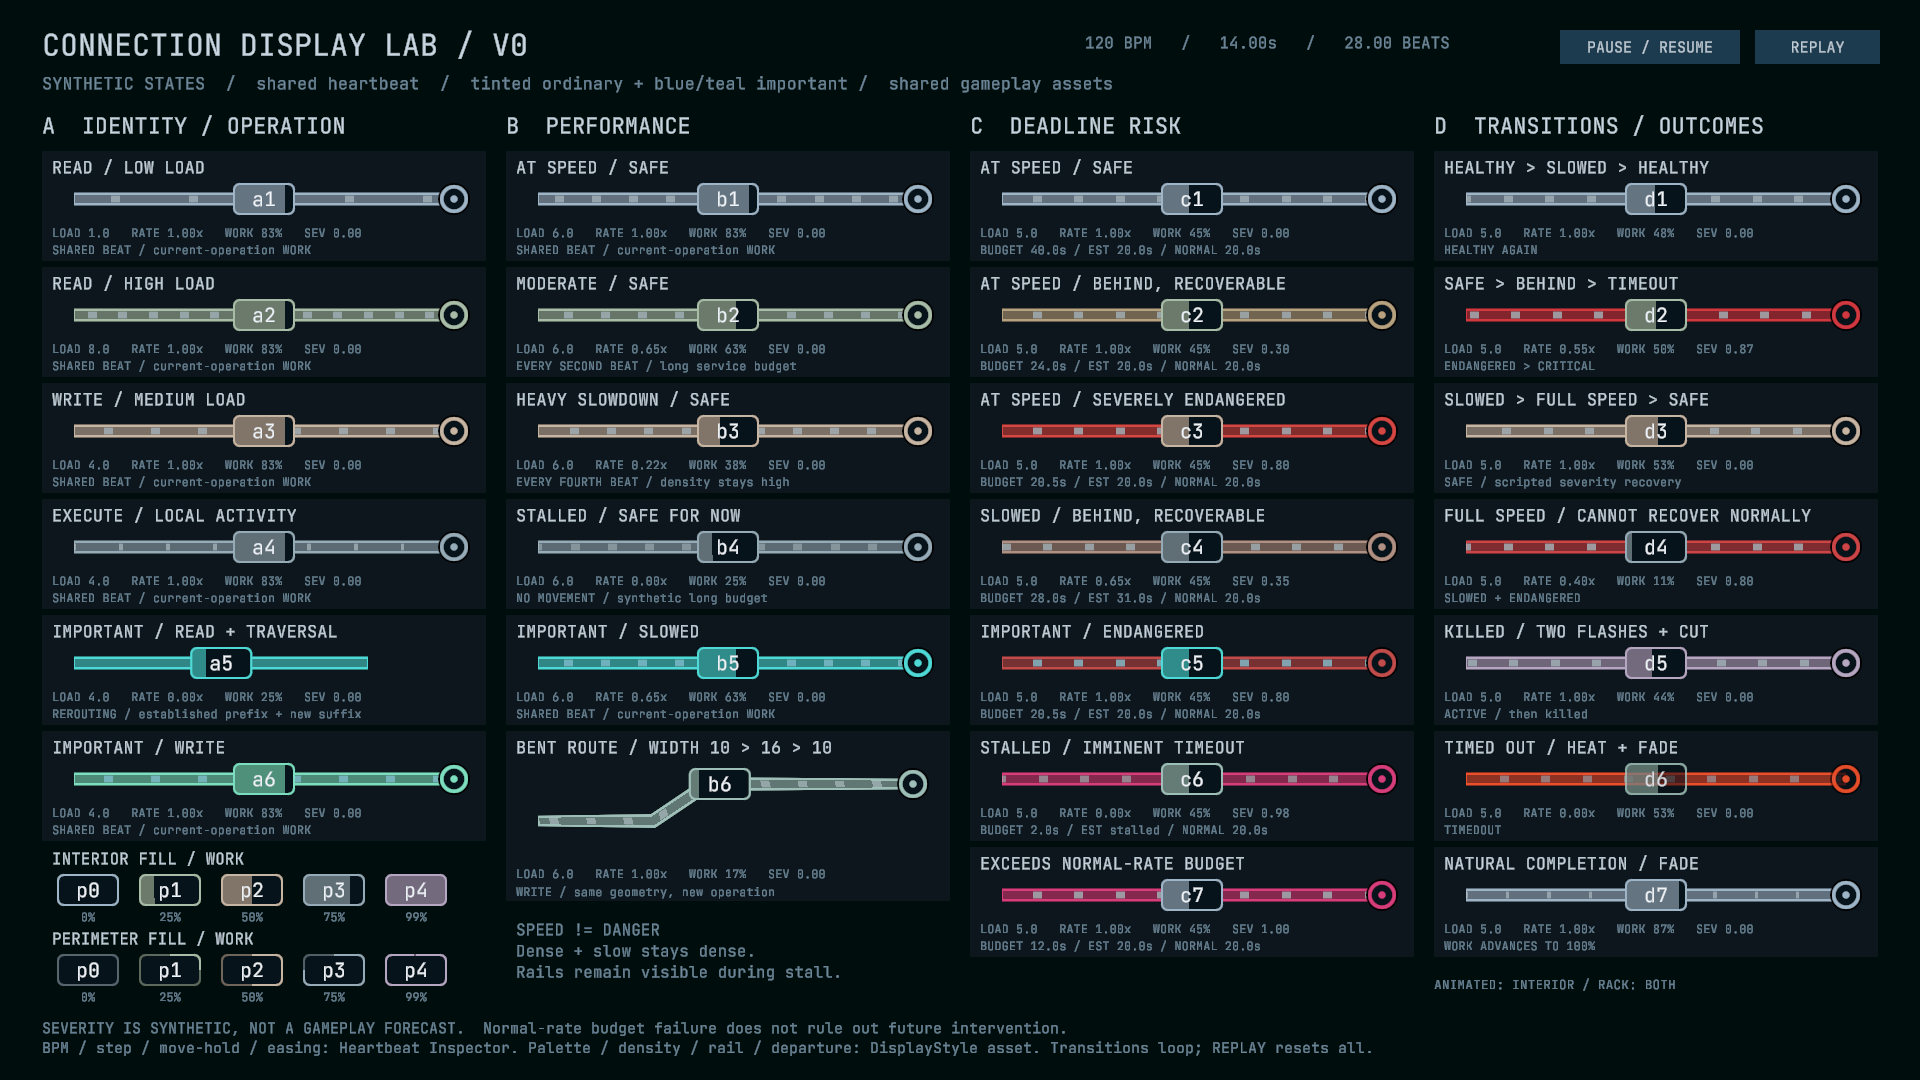 CONNECTION DISPLAY LAB / V0
120 BPM / 14.00s / 28.00 BEATS
PAUSE / RESUME
REPLAY
SYNTHETIC STATES / shared heartbeat / tinted ordinary + blue/teal important / shared gameplay assets
A IDENTITY / OPERATION
READ / LOW LOAD
a1
LOAD 1.0 RATE 1.00x WORK 83% SEV 0.00
SHARED BEAT / current-operation WORK
READ / HIGH LOAD
a2
LOAD 8.0 RATE 1.00x WORK 83% SEV 0.00
SHARED BEAT / current-operation WORK
WRITE / MEDIUM LOAD
a3
LOAD 4.0 RATE 1.00x WORK 83% SEV 0.00
SHARED BEAT / current-operation WORK
EXECUTE / LOCAL ACTIVITY
a4
LOAD 4.0 RATE 1.00x WORK 83% SEV 0.00
SHARED BEAT / current-operation WORK
IMPORTANT / READ + TRAVERSAL
a5
LOAD 4.0 RATE 0.00x WORK 25% SEV 0.00
REROUTING / established prefix + new suffix
IMPORTANT / WRITE
a6
LOAD 4.0 RATE 1.00x WORK 83% SEV 0.00
SHARED BEAT / current-operation WORK
INTERIOR FILL / WORK
p0 p1 p2 p3 p4
0% 25% 50% 75% 99%
PERIMETER FILL / WORK
p0 p1 p2 p3 p4
0% 25% 50% 75% 99%
B PERFORMANCE
AT SPEED / SAFE
b1
LOAD 6.0 RATE 1.00x WORK 83% SEV 0.00
SHARED BEAT / current-operation WORK
MODERATE / SAFE
b2
LOAD 6.0 RATE 0.65x WORK 63% SEV 0.00
EVERY SECOND BEAT / long service budget
HEAVY SLOWDOWN / SAFE
b3
LOAD 6.0 RATE 0.22x WORK 38% SEV 0.00
EVERY FOURTH BEAT / density stays high
STALLED / SAFE FOR NOW
b4
LOAD 6.0 RATE 0.00x WORK 25% SEV 0.00
NO MOVEMENT / synthetic long budget
IMPORTANT / SLOWED
b5
LOAD 6.0 RATE 0.65x WORK 63% SEV 0.00
SHARED BEAT / current-operation WORK
BENT ROUTE / WIDTH 10 > 16 > 10
b6
LOAD 6.0 RATE 1.00x WORK 17% SEV 0.00
WRITE / same geometry, new operation
SPEED != DANGER
Dense + slow stays dense.
Rails remain visible during stall.
C DEADLINE RISK
AT SPEED / SAFE
c1
LOAD 5.0 RATE 1.00x WORK 45% SEV 0.00
BUDGET 40.0s / EST 20.0s / NORMAL 20.0s
AT SPEED / BEHIND, RECOVERABLE
c2
LOAD 5.0 RATE 1.00x WORK 45% SEV 0.30
BUDGET 24.0s / EST 20.0s / NORMAL 20.0s
AT SPEED / SEVERELY ENDANGERED
c3
LOAD 5.0 RATE 1.00x WORK 45% SEV 0.80
BUDGET 20.5s / EST 20.0s / NORMAL 20.0s
SLOWED / BEHIND, RECOVERABLE
c4
LOAD 5.0 RATE 0.65x WORK 45% SEV 0.35
BUDGET 28.0s / EST 31.0s / NORMAL 20.0s
IMPORTANT / ENDANGERED
c5
LOAD 5.0 RATE 1.00x WORK 45% SEV 0.80
BUDGET 20.5s / EST 20.0s / NORMAL 20.0s
STALLED / IMMINENT TIMEOUT
c6
LOAD 5.0 RATE 0.00x WORK 45% SEV 0.98
BUDGET 2.0s / EST stalled / NORMAL 20.0s
EXCEEDS NORMAL-RATE BUDGET
c7
LOAD 5.0 RATE 1.00x WORK 45% SEV 1.00
BUDGET 12.0s / EST 20.0s / NORMAL 20.0s
D TRANSITIONS / OUTCOMES
HEALTHY > SLOWED > HEALTHY
d1
LOAD 5.0 RATE 1.00x WORK 48% SEV 0.00
HEALTHY AGAIN
SAFE > BEHIND > TIMEOUT
d2
LOAD 5.0 RATE 0.55x WORK 50% SEV 0.87
ENDANGERED > CRITICAL
SLOWED > FULL SPEED > SAFE
d3
LOAD 5.0 RATE 1.00x WORK 53% SEV 0.00
SAFE / scripted severity recovery
FULL SPEED / CANNOT RECOVER NORMALLY
d4
LOAD 5.0 RATE 0.40x WORK 11% SEV 0.80
SLOWED + ENDANGERED
KILLED / TWO FLASHES + CUT
d5
LOAD 5.0 RATE 1.00x WORK 44% SEV 0.00
ACTIVE / then killed
TIMED OUT / HEAT + FADE
d6
LOAD 5.0 RATE 0.00x WORK 53% SEV 0.00
TIMEOUT
NATURAL COMPLETION / FADE
d7
LOAD 5.0 RATE 1.00x WORK 87% SEV 0.00
WORK ADVANCES TO 100%
ANIMATED: INTERIOR / RACK: BOTH
SEVERITY IS SYNTHETIC, NOT A GAMEPLAY FORECAST. Normal-rate budget failure does not rule out future intervention.
BPM / step / move-hold / easing: Heartbeat Inspector. Palette / density / rail / departure: DisplayStyle asset. Transitions loop; REPLAY resets all.